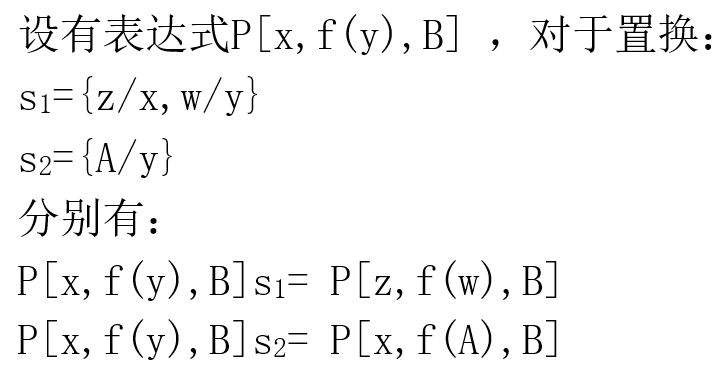 设有表达式P[x,f(y),B] ，对于置换：
s₁={z/x,w/y}
s₂={A/y}
分别有：
P[x,f(y),B]s₁= P[z,f(w),B]
P[x,f(y),B]s₂= P[x,f(A),B]